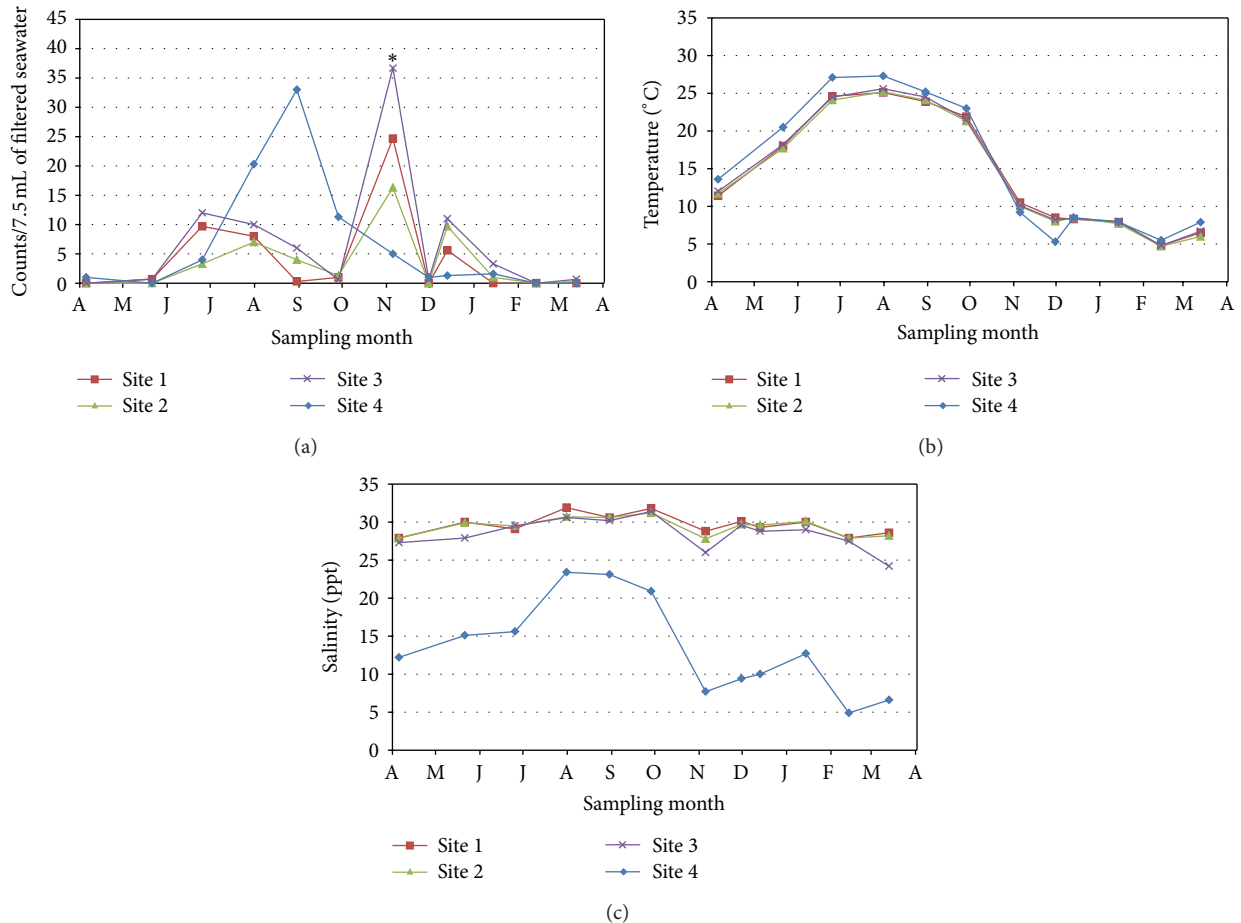 Counts/7.5 mL of filtered seawater
45
40
35
30
25
20
15
10
5
0
*
A M J J A S O N D J F M A
Sampling month
Site 1
Site 2
Site 3
Site 4
(a)
Temperature (°C)
35
30
25
20
15
10
5
0
A M J J A S O N D J F M A
Sampling month
Site 1
Site 2
Site 3
Site 4
(b)
Salinity (ppt)
35
30
25
20
15
10
5
0
A M J J A S O N D J F M A
Sampling month
Site 1
Site 2
Site 3
Site 4
(c)